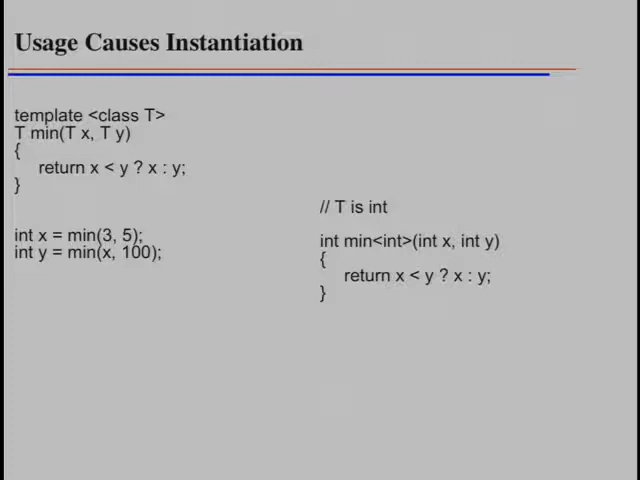 Usage Causes Instantiation
template <class T>
T min(T x, T y)
{
return x < y ? x : y;
}
int x = min(3, 5);
int y = min(x, 100);
// T is int
int min<int>(int x, int y)
{
return x < y ? x : y;
}